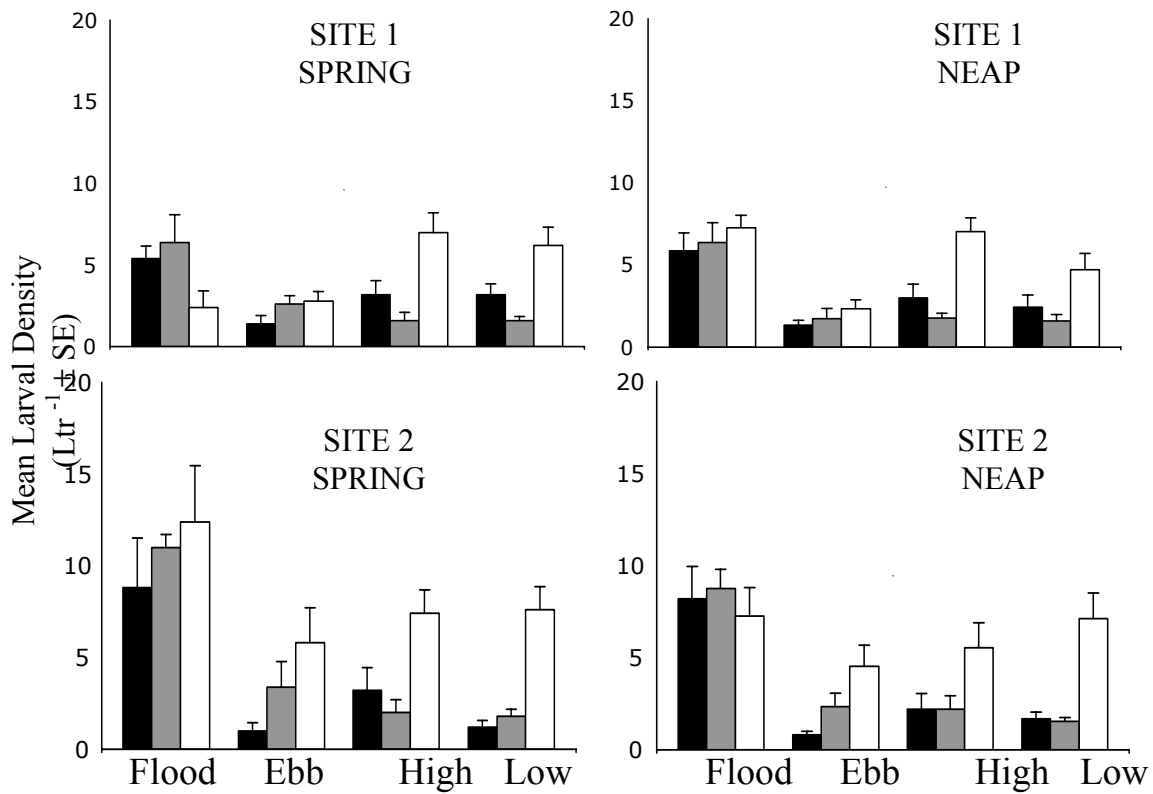 20
15
10
5
0
SITE 1
SPRING
20
15
10
5
0
SITE 1
NEAP
Mean Larval Density
(Ltr ⁻¹ ± SE)
20
15
10
5
0
SITE 2
SPRING
Flood Ebb High Low
20
15
10
5
0
SITE 2
NEAP
Flood Ebb High Low